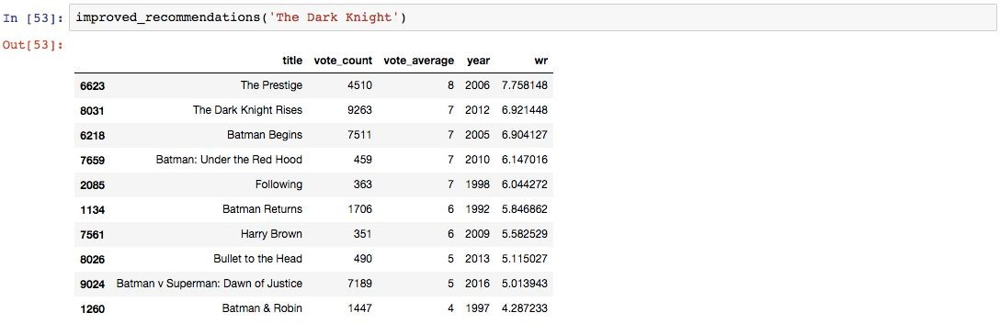 In [53]: improved_recommendations('The Dark Knight')
Out[53]:
title vote_count vote_average year wr
6623 The Prestige 4510 8 2006 7.758148
8031 The Dark Knight Rises 9263 7 2012 6.921448
6218 Batman Begins 7511 7 2005 6.904127
7659 Batman: Under the Red Hood 459 7 2010 6.147016
2085 Following 363 7 1998 6.044272
1134 Batman Returns 1706 6 1992 5.846862
7561 Harry Brown 351 6 2009 5.582529
8026 Bullet to the Head 490 5 2013 5.115027
9024 Batman v Superman: Dawn of Justice 7189 5 2016 5.013943
1260 Batman & Robin 1447 4 1997 4.287233